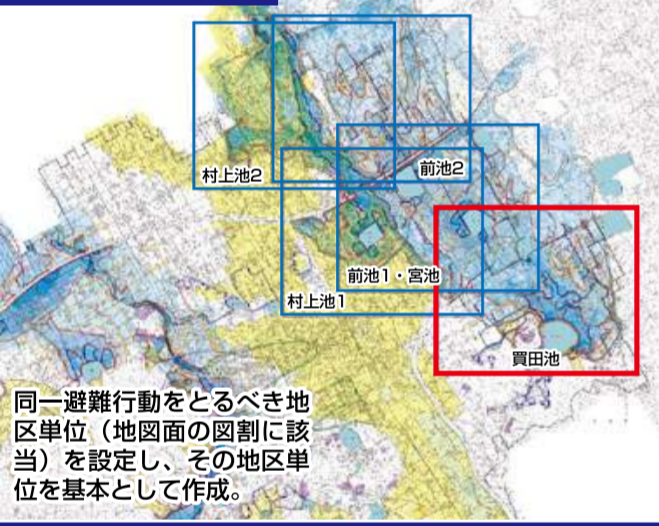 村上池2
前池2
前池1・宮池
村上池1
買田池
同一避難行動をとるべき地
区単位（地図面の図割に該
当）を設定し、その地区単
位を基本として作成。